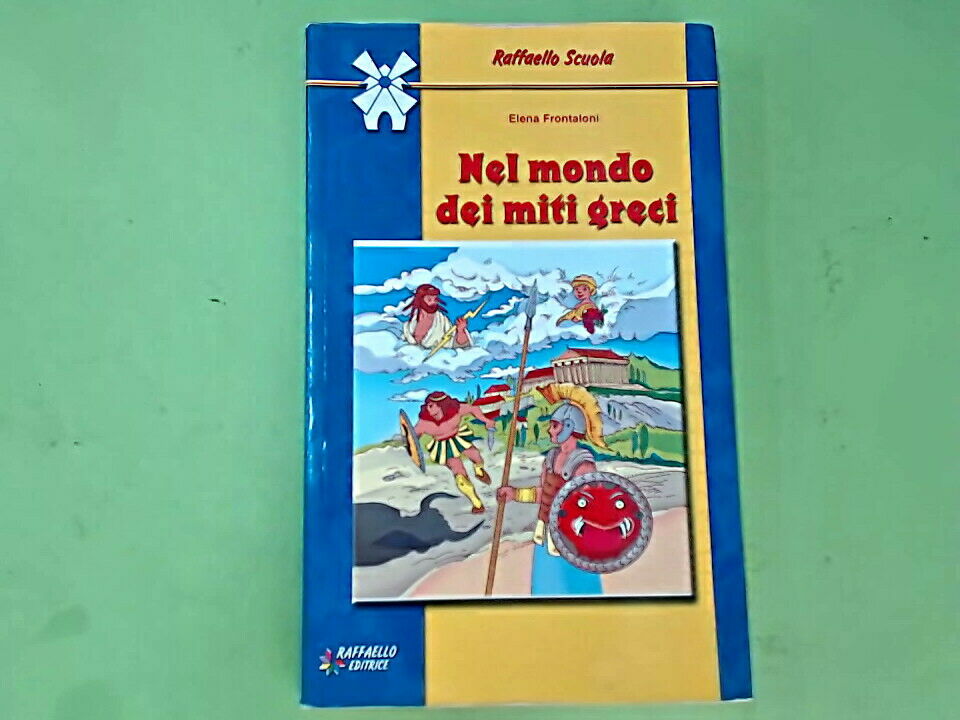 Raffaello Scuola
Elena Frontaloni
Nel mondo
dei miti greci
RAFFAELLO
EDITRICE